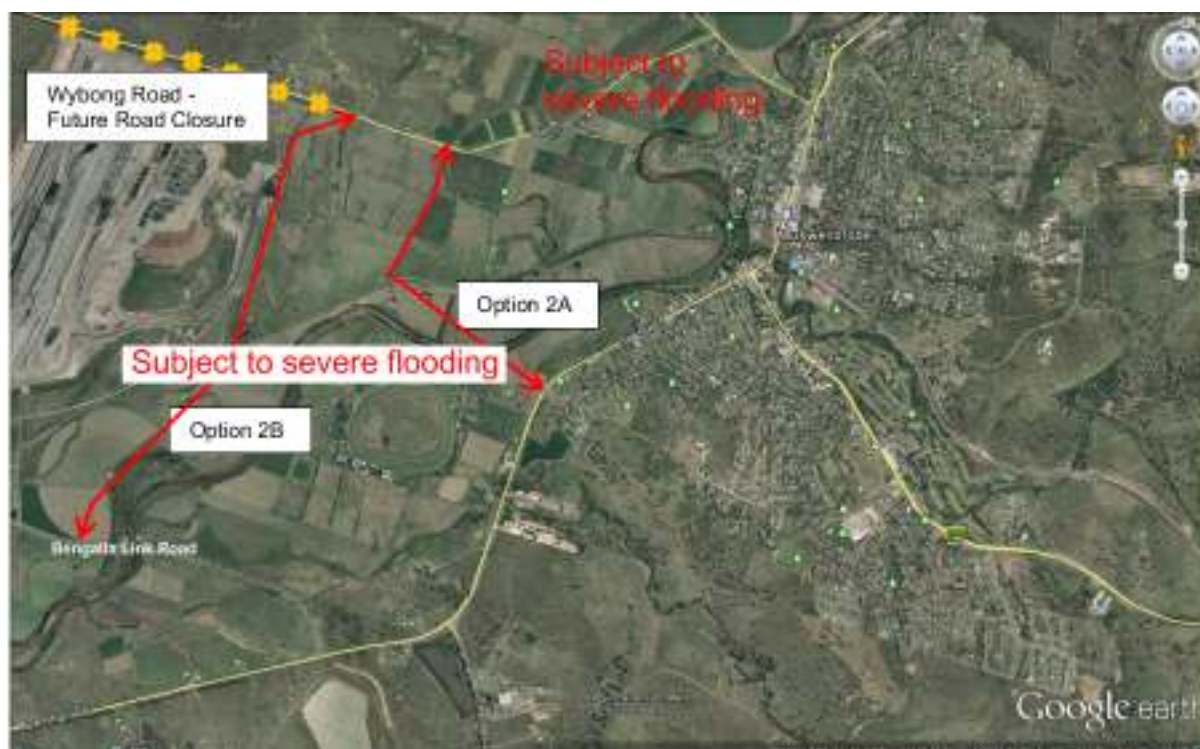 Subject to
severe flooding
Wybong Road -
Future Road Closure
Option 2A
Subject to severe flooding
Option 2B
Bengalla Link Road
Google earth